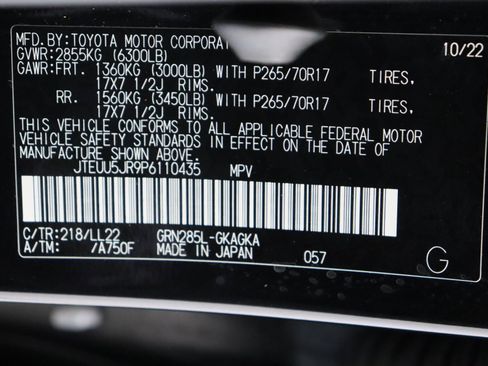 MFD.BY:TOYOTA MOTOR CORPORAT 10/22
GVWR:2855KG (6300LB)
GAWR:FRT. 1360KG (3000LB) WITH P265/70R17 TIRES,
17X7 1/2J RIMS.
RR. 1560KG (3450LB) WITH P265/70R17 TIRES,
17X7 1/2J RIMS.
THIS VEHICLE CONFORMS TO ALL APPLICABLE FEDERAL MOTOR
VEHICLE SAFETY STANDARDS IN EFFECT ON THE DATE OF
MANUFACTURE SHOWN ABOVE.
JTEUU5JR9P6110435 MPV
C/TR:218/LL22 GRN285L-GKAGKA
A/TM: /A750F MADE IN JAPAN 057 G